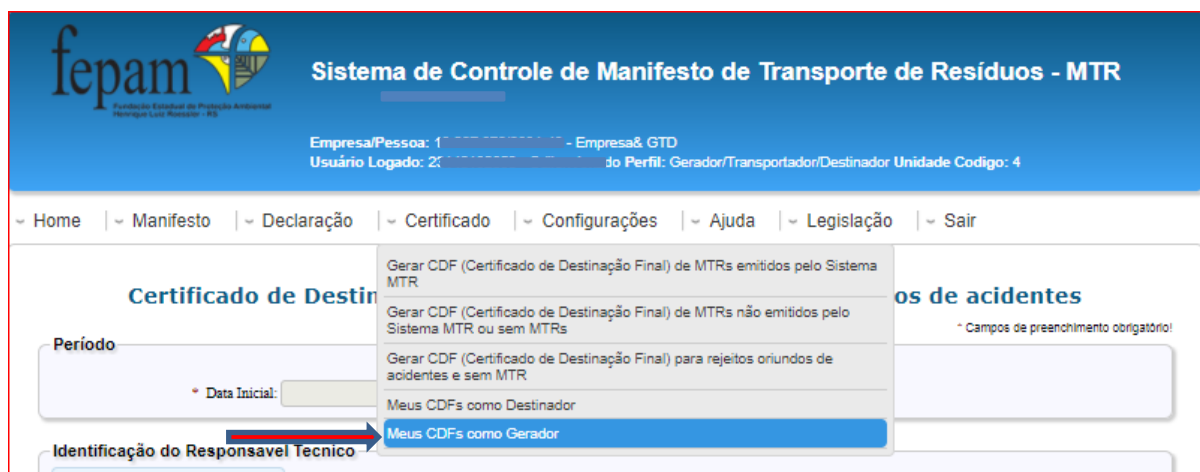 fepam
Fundação Estadual de Proteção Ambiental
Henrique Luiz Roessler - RS
Sistema de Controle de Manifesto de Transporte de Resíduos - MTR
Empresa/Pessoa: 1 - Empresa& GTD
Usuário Logado: 2 do Perfil: Gerador/Transportador/Destinador Unidade Codigo: 4
Home Manifesto Declaração Certificado Configurações Ajuda Legislação Sair
Gerar CDF (Certificado de Destinação Final) de MTRs emitidos pelo Sistema
MTR
Certificado de Destin os de acidentes
Gerar CDF (Certificado de Destinação Final) de MTRs não emitidos pelo
Sistema MTR ou sem MTRs
* Campos de preenchimento obrigatório!
Período
Gerar CDF (Certificado de Destinação Final) para rejeitos oriundos de
acidentes e sem MTR
* Data Inicial:
Meus CDFs como Destinador
Meus CDFs como Gerador
Identificação do Responsavel Tecnico